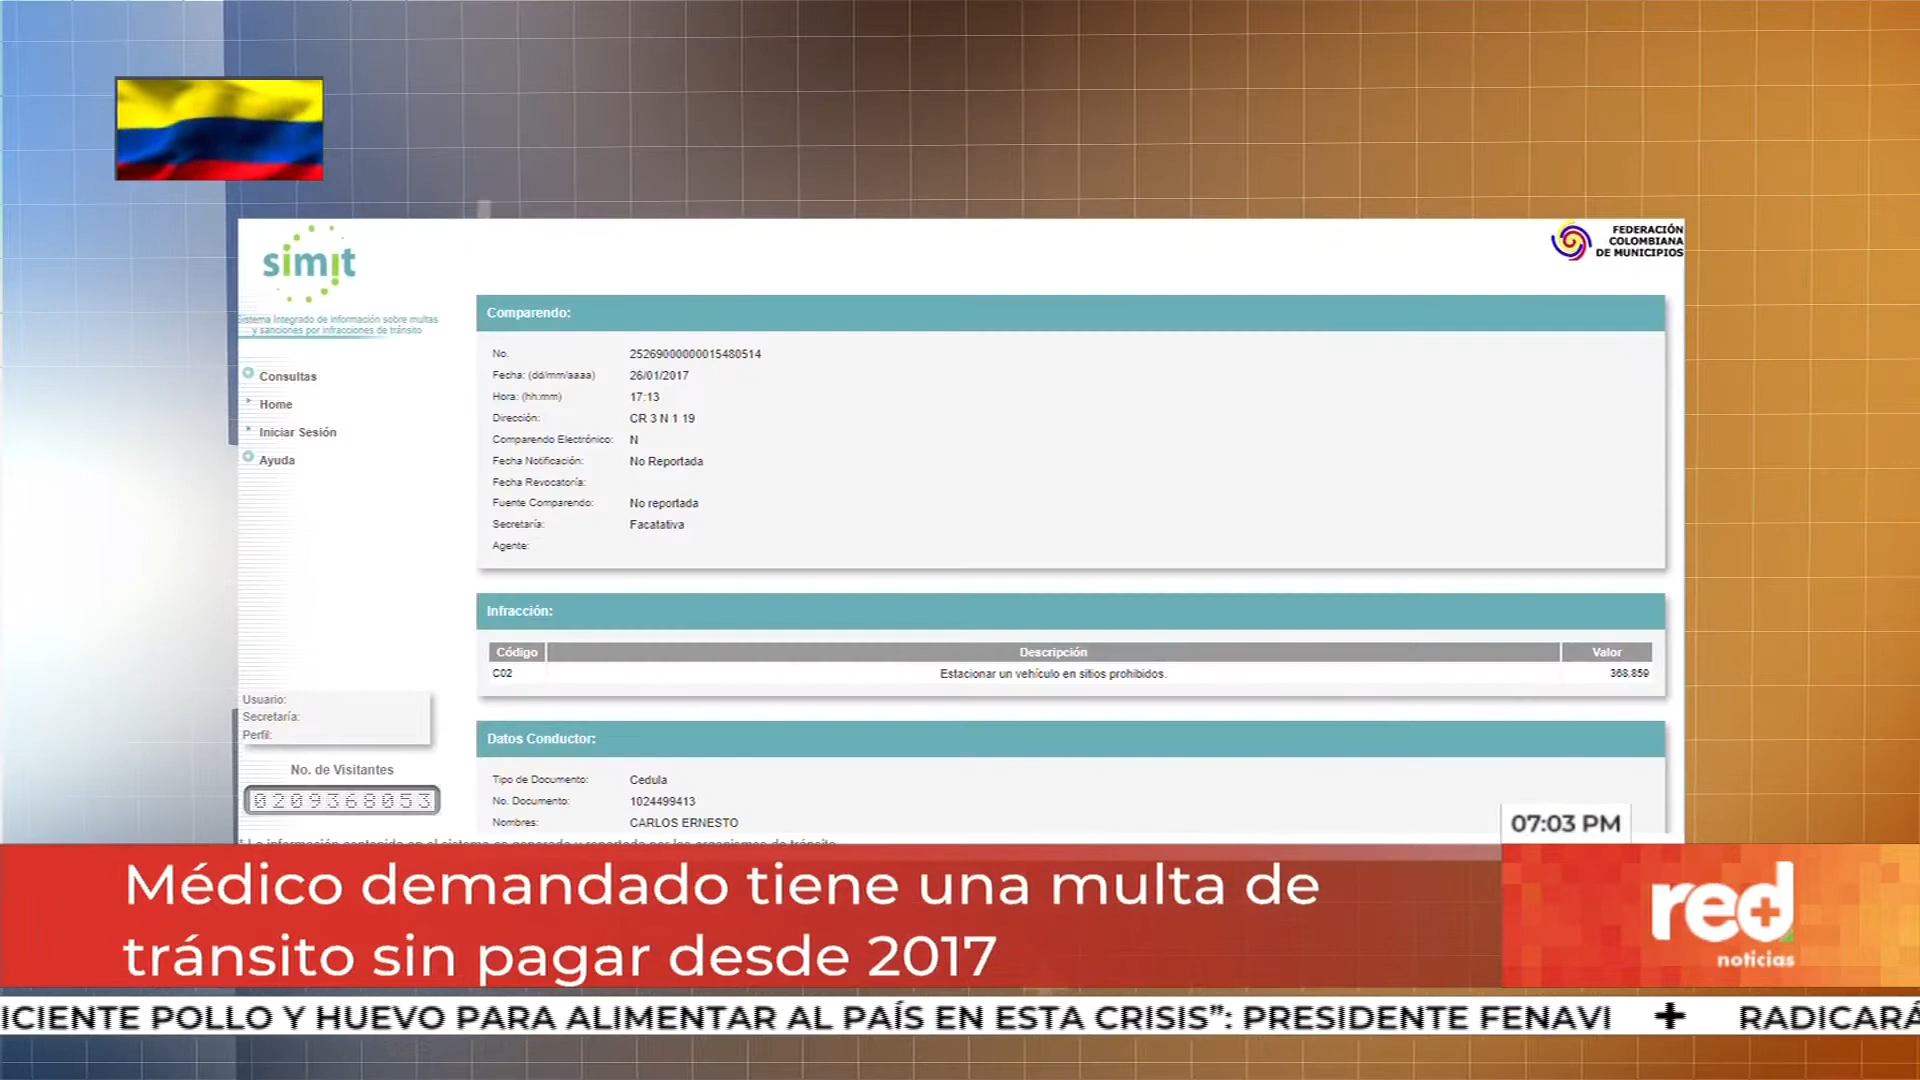 simit
Sistema Integrado de información sobre multas
y sanciones por infracciones de tránsito
FEDERACIÓN
COLOMBIANA
DE MUNICIPIOS
Consultas
Home
Iniciar Sesión
Ayuda
Usuario:
Secretaría:
Perfil:
No. de Visitantes
0209368053
Comparendo:
No. 25269000000015480514
Fecha: (dd/mm/aaaa) 26/01/2017
Hora: (hh:mm) 17:13
Dirección: CR 3 N 1 19
Comparendo Electrónico: N
Fecha Notificación: No Reportada
Fecha Revocatoría:
Fuente Comparendo: No reportada
Secretaría: Facatativa
Agente:
Infracción:
Código Descripción Valor
C02 Estacionar un vehículo en sitios prohibidos. 368,859
Datos Conductor:
Tipo de Documento: Cedula
No. Documento: 1024499413
Nombres: CARLOS ERNESTO
07:03 PM
Médico demandado tiene una multa de
tránsito sin pagar desde 2017
red+
noticias
ICIENTE POLLO Y HUEVO PARA ALIMENTAR AL PAÍS EN ESTA CRISIS”: PRESIDENTE FENAVI + RADICARÁ